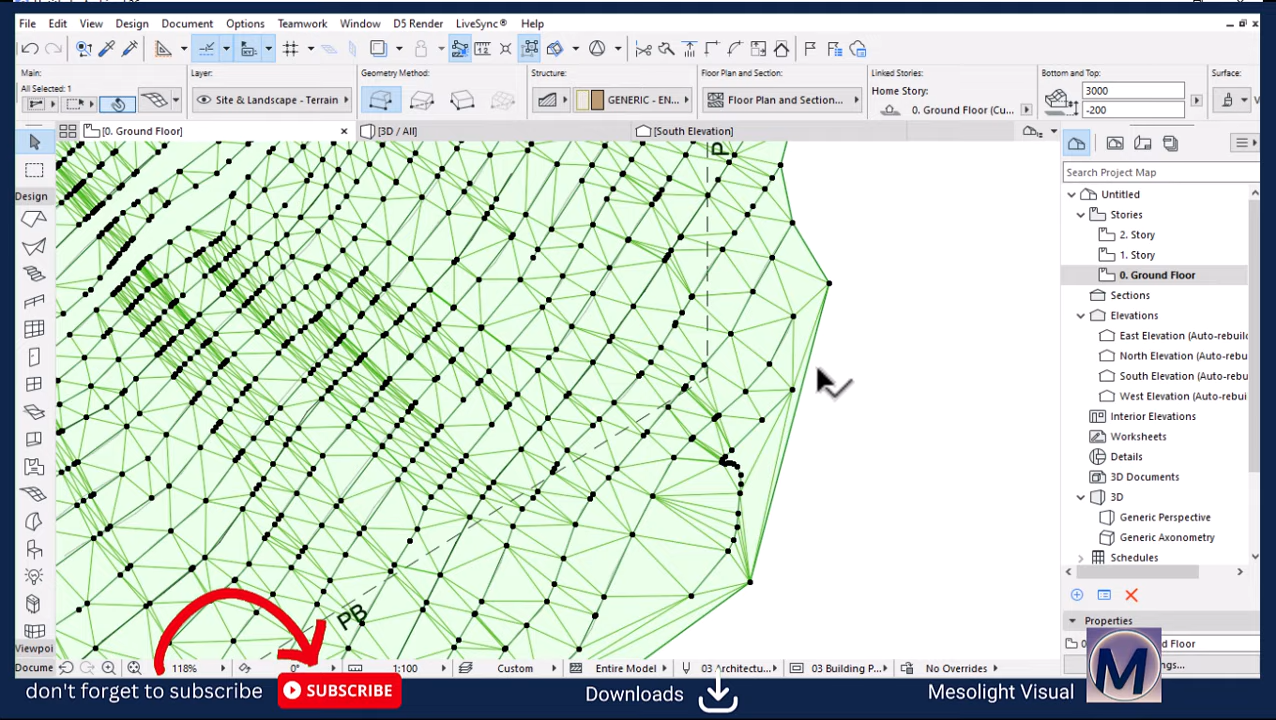 File Edit View Design Document Options Teamwork Window D5 Render LiveSync® Help
Main:
All Selected: 1
Layer:
Site & Landscape - Terrain
Geometry Method:
Structure:
GENERIC - EN...
Floor Plan and Section:
Floor Plan and Section...
Linked Stories:
Home Story:
0. Ground Floor (Cu...
Bottom and Top:
3000
-200
Surface:
[0. Ground Floor]
[3D / All]
[South Elevation]
Design
P
PB
Search Project Map
Untitled
Stories
2. Story
1. Story
0. Ground Floor
Sections
Elevations
East Elevation (Auto-rebuil
North Elevation (Auto-rebu
South Elevation (Auto-rebu
West Elevation (Auto-rebui
Interior Elevations
Worksheets
Details
3D Documents
3D
Generic Perspective
Generic Axonometry
Schedules
Properties
Viewpoi
Docume
118%
0°
1:100
Custom
Entire Model
03 Architectu...
03 Building P...
No Overrides
don't forget to subscribe
SUBSCRIBE
Downloads
Mesolight Visual
M